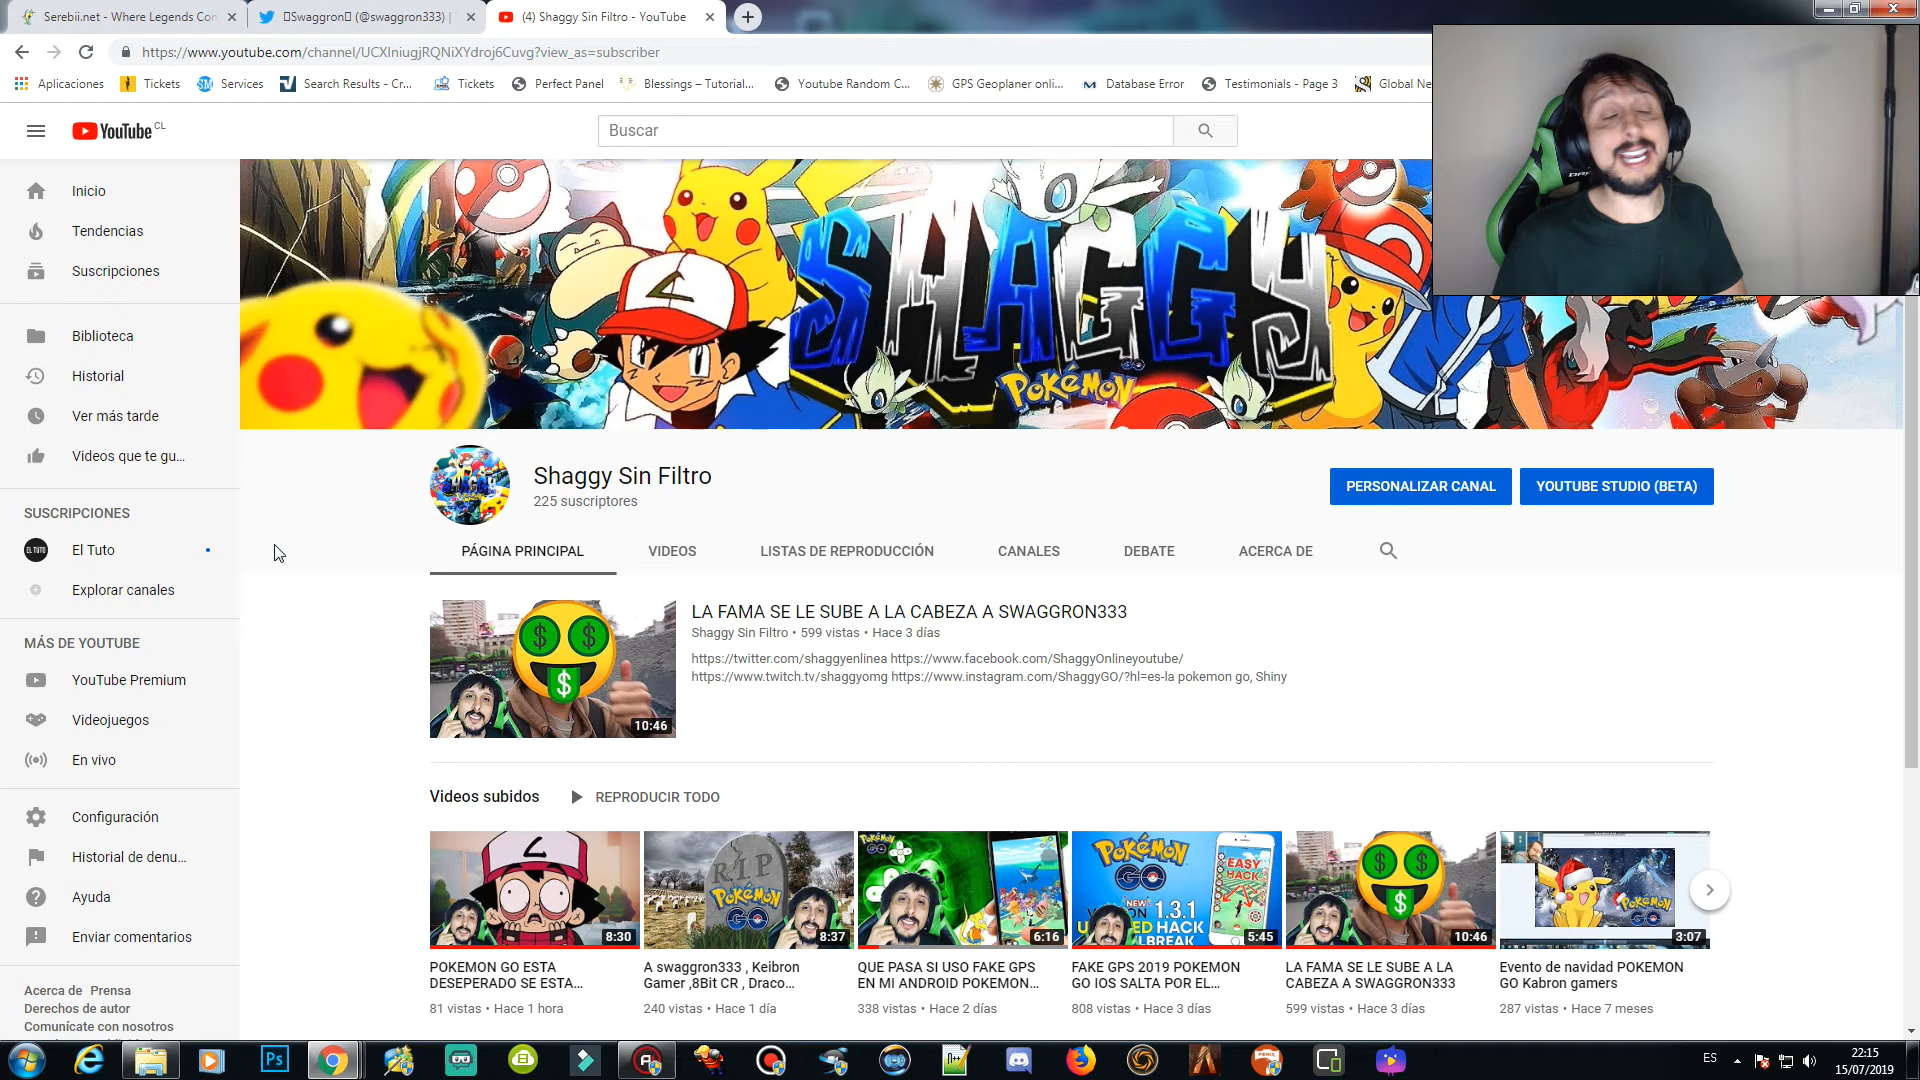 Serebii.net - Where Legends Con
Swaggron (@swaggron333) | T
(4) Shaggy Sin Filtro - YouTube
https://www.youtube.com/channel/UCXIniugjRQNiXYdroj6Cuvg?view_as=subscriber
Aplicaciones
Tickets
Services
Search Results - Cr...
Tickets
Perfect Panel
Blessings – Tutorial...
Youtube Random C...
GPS Geoplaner onli...
Database Error
Testimonials - Page 3
Global Ne
YouTube CL
Buscar
Inicio
Tendencias
Suscripciones
Biblioteca
Historial
Ver más tarde
Videos que te gu...
SUSCRIPCIONES
El Tuto
Explorar canales
MÁS DE YOUTUBE
YouTube Premium
Videojuegos
En vivo
Configuración
Historial de denu...
Ayuda
Enviar comentarios
Acerca de Prensa
Derechos de autor
Comunícate con nosotros
SHAGGY
Pokémon GO
Shaggy Sin Filtro
225 suscriptores
PERSONALIZAR CANAL
YOUTUBE STUDIO (BETA)
PÁGINA PRINCIPAL
VIDEOS
LISTAS DE REPRODUCCIÓN
CANALES
DEBATE
ACERCA DE
10:46
LA FAMA SE LE SUBE A LA CABEZA A SWAGGRON333
Shaggy Sin Filtro • 599 vistas • Hace 3 días
https://twitter.com/shaggyenlinea https://www.facebook.com/ShaggyOnlineyoutube/
https://www.twitch.tv/shaggyomg https://www.instagram.com/ShaggyGO/?hl=es-la pokemon go, Shiny
Videos subidos
REPRODUCIR TODO
8:30
POKEMON GO ESTA
DESEPERADO SE ESTA...
81 vistas • Hace 1 hora
R.I.P
Pokémon
GO
8:37
A swaggron333 , Keibron
Gamer ,8Bit CR , Draco...
240 vistas • Hace 1 día
Pokémon
GO
6:16
QUE PASA SI USO FAKE GPS
EN MI ANDROID POKEMON...
338 vistas • Hace 2 días
Pokémon
GO
EASY
HACK
NEW
1.3.1
HACK
5:45
FAKE GPS 2019 POKEMON
GO IOS SALTA POR EL...
808 vistas • Hace 3 días
10:46
LA FAMA SE LE SUBE A LA
CABEZA A SWAGGRON333
599 vistas • Hace 3 días
Pokémon
GO
3:07
Evento de navidad POKEMON
GO Kabron gamers
287 vistas • Hace 7 meses
Ps
ES
22:15
15/07/2019